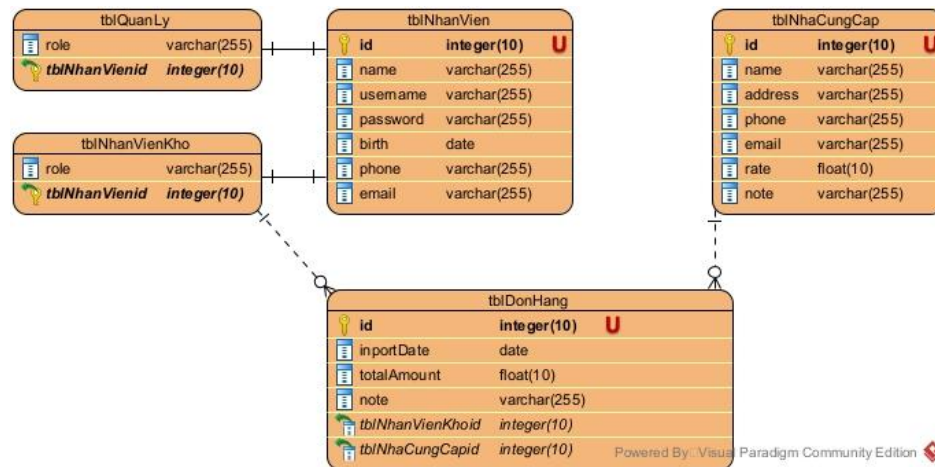 tblQuanLy
role varchar(255)
tblNhanVienid integer(10)
tblNhanVienKho
role varchar(255)
tblNhanVienid integer(10)
tblNhanVien
id integer(10) U
name varchar(255)
username varchar(255)
password varchar(255)
birth date
phone varchar(255)
email varchar(255)
tblNhaCungCap
id integer(10) U
name varchar(255)
address varchar(255)
phone varchar(255)
email varchar(255)
rate float(10)
note varchar(255)
tblDonHang
id integer(10) U
inportDate date
totalAmount float(10)
note varchar(255)
tblNhanVienKhoid integer(10)
tblNhaCungCapid integer(10)
Powered By Visual Paradigm Community Edition